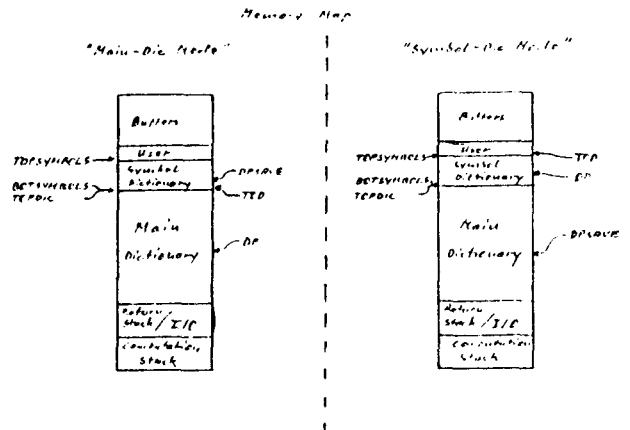 Memory Map
"Main-Dic Mode"
Buffers
User
TOPSYMBOLS
Symbol
Dictionary
DPSAVE
BOTSYMBOLS
TOPDIC
TOD
Main
Dictionary
DP
Return
Stack / I/O
Computation
Stack
"Symbol-Dic Mode"
Buffers
User
TOPSYMBOLS
TOD
Symbol
Dictionary
DP
BOTSYMBOLS
TOPDIC
Main
Dictionary
DPSAVE
Return
Stack / I/O
Computation
Stack